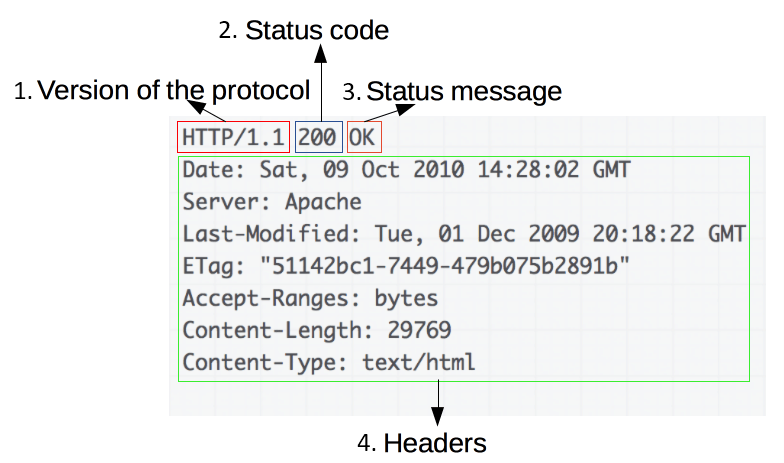 2. Status code
1. Version of the protocol
3. Status message
HTTP/1.1 200 OK
Date: Sat, 09 Oct 2010 14:28:02 GMT
Server: Apache
Last-Modified: Tue, 01 Dec 2009 20:18:22 GMT
ETag: "51142bc1-7449-479b075b2891b"
Accept-Ranges: bytes
Content-Length: 29769
Content-Type: text/html
4. Headers